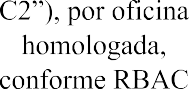 C2”), por oficina
homologada,
conforme RBAC